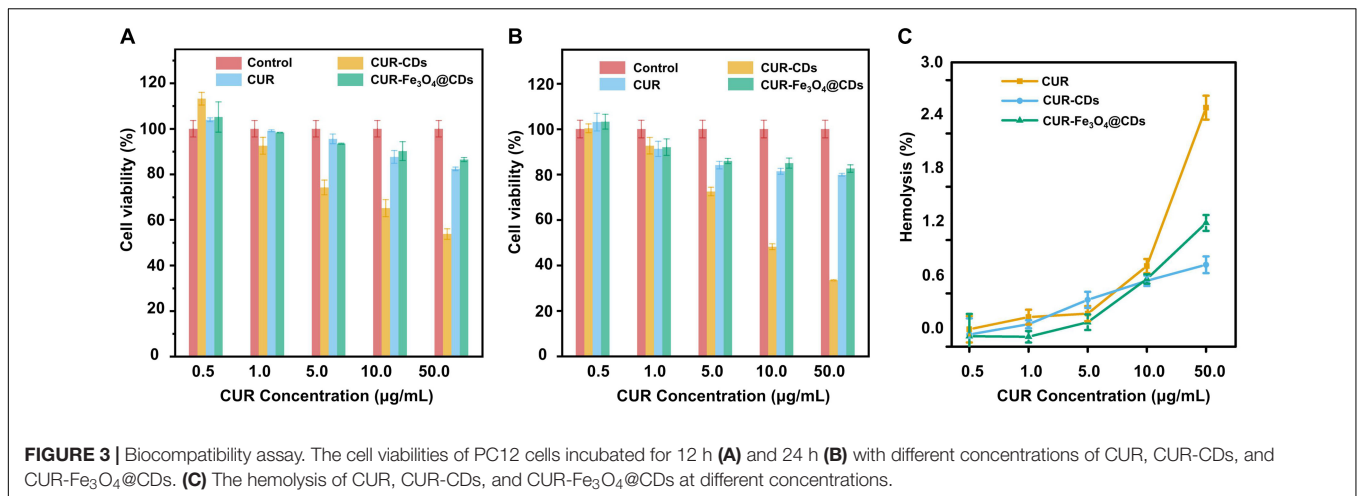 A
Control
CUR-CDs
CUR
CUR-Fe₃O₄@CDs
Cell viability (%)
120
100
80
60
40
20
0
0.5 1.0 5.0 10.0 50.0
CUR Concentration (µg/mL)
B
Control
CUR-CDs
CUR
CUR-Fe₃O₄@CDs
Cell viability (%)
120
100
80
60
40
20
0
0.5 1.0 5.0 10.0 50.0
CUR Concentration (µg/mL)
C
CUR
CUR-CDs
CUR-Fe₃O₄@CDs
Hemolysis (%)
3.0
2.4
1.8
1.2
0.6
0.0
0.5 1.0 5.0 10.0 50.0
CUR Concentration (µg/mL)
FIGURE 3 | Biocompatibility assay. The cell viabilities of PC12 cells incubated for 12 h (A) and 24 h (B) with different concentrations of CUR, CUR-CDs, and
CUR-Fe₃O₄@CDs. (C) The hemolysis of CUR, CUR-CDs, and CUR-Fe₃O₄@CDs at different concentrations.